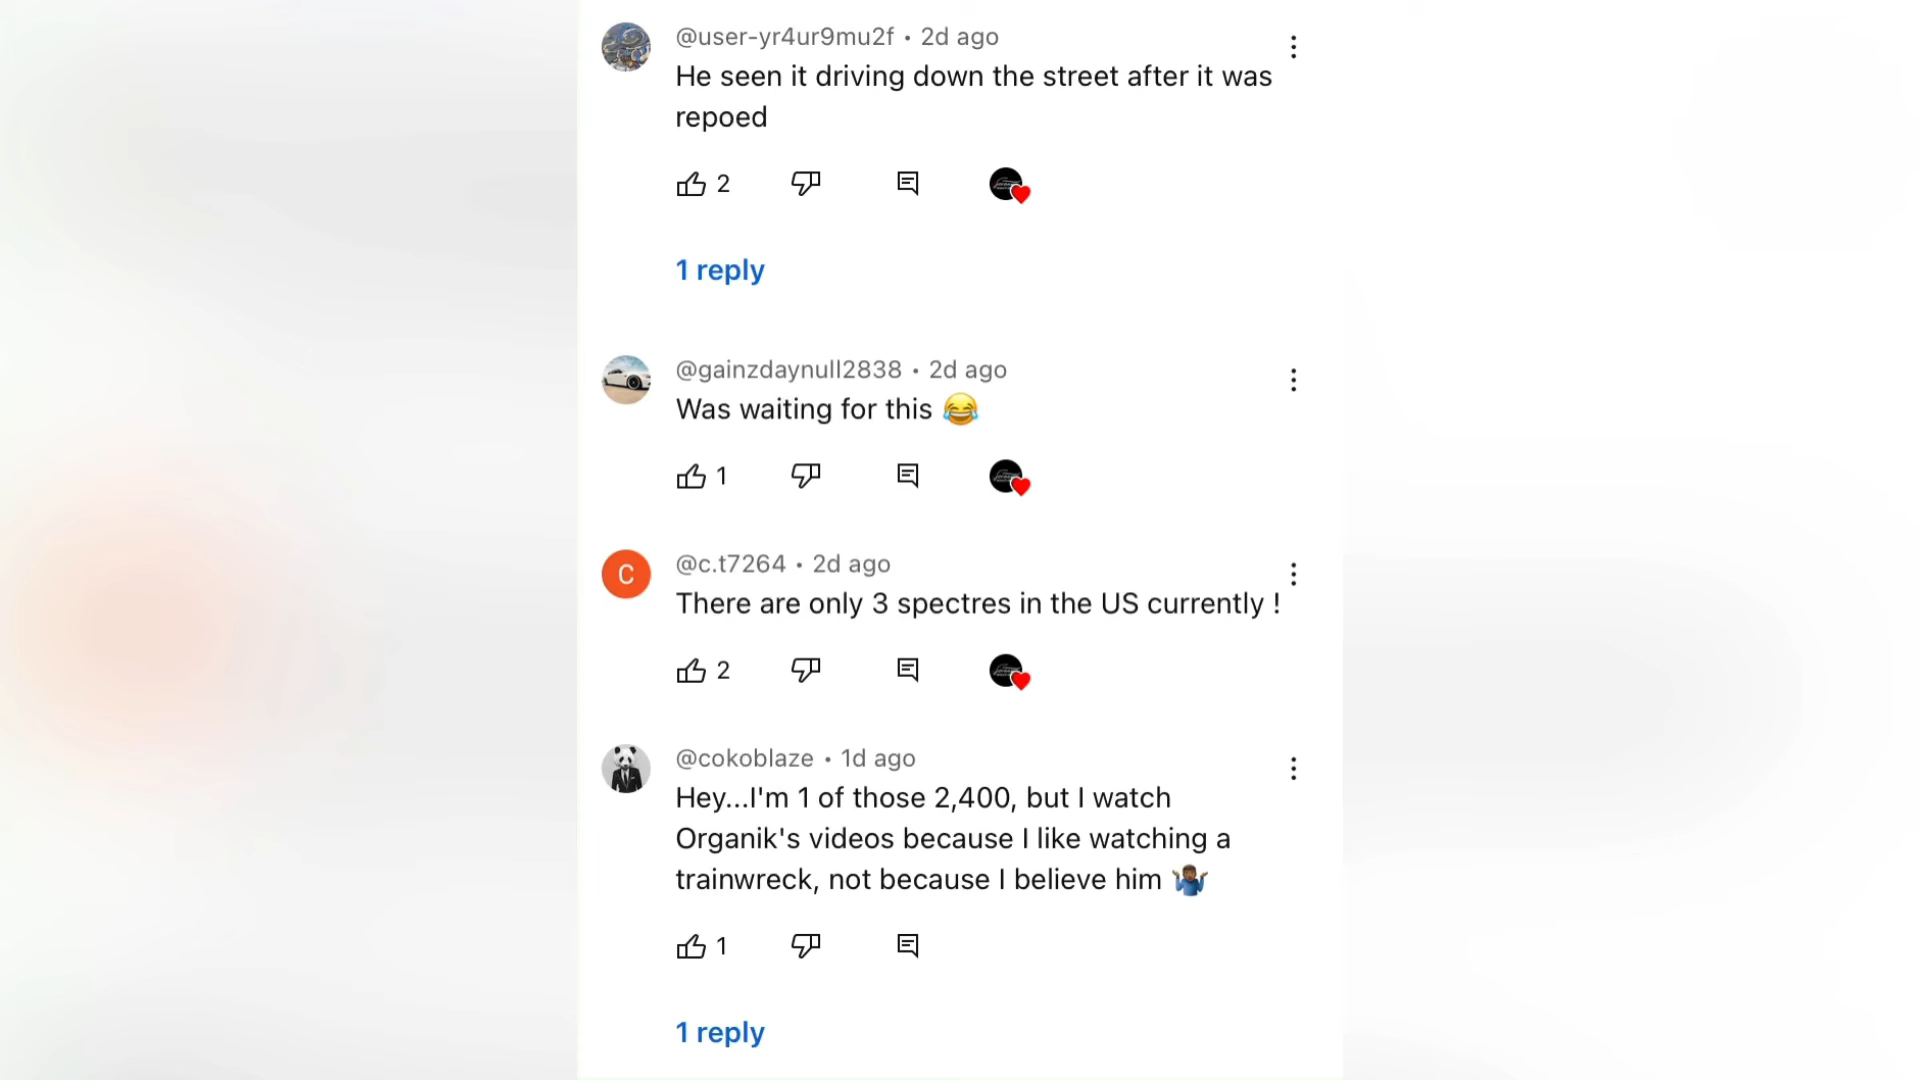 @user-yr4ur9mu2f • 2d ago
He seen it driving down the street after it was
repoed
2
1 reply
@gainzdaynull2838 • 2d ago
Was waiting for this 😂
1
C
@c.t7264 • 2d ago
There are only 3 spectres in the US currently !
2
@cokoblaze • 1d ago
Hey...I'm 1 of those 2,400, but I watch
Organik's videos because I like watching a
trainwreck, not because I believe him 🤷🏾‍♂️
1
1 reply